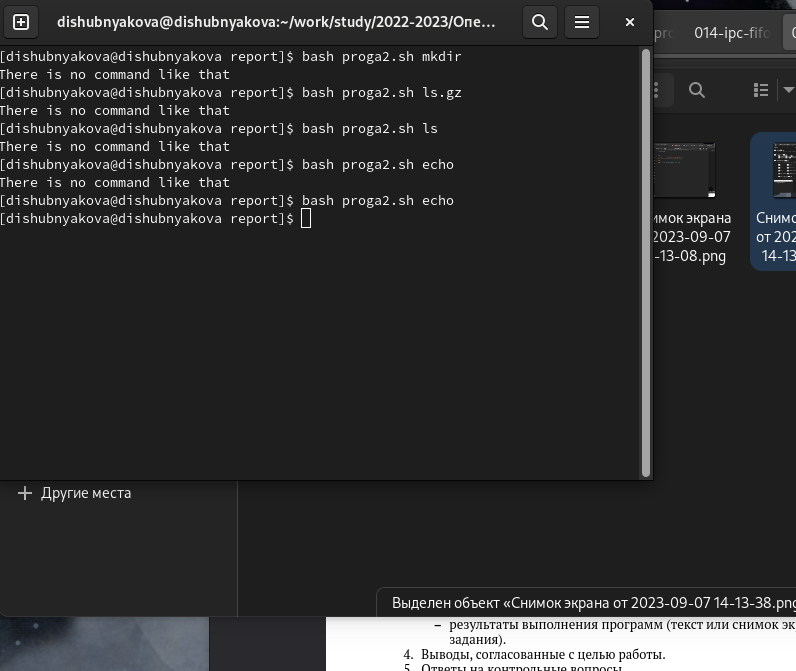 dishubnyakova@dishubnyakova:~/work/study/2022-2023/Опе...
[dishubnyakova@dishubnyakova report]$ bash proga2.sh mkdir
There is no command like that
[dishubnyakova@dishubnyakova report]$ bash proga2.sh ls.gz
There is no command like that
[dishubnyakova@dishubnyakova report]$ bash proga2.sh ls
There is no command like that
[dishubnyakova@dishubnyakova report]$ bash proga2.sh echo
There is no command like that
[dishubnyakova@dishubnyakova report]$ bash proga2.sh echo
[dishubnyakova@dishubnyakova report]$
014-ipc-fifo
имок экрана
2023-09-07
-13-08.png
Снимо
от 202
14-13
Другие места
Выделен объект «Снимок экрана от 2023-09-07 14-13-38.png
– результаты выполнения программ (текст или снимок эк
задания).
4. Выводы, согласованные с целью работы.
5. Ответы на контрольные вопросы.